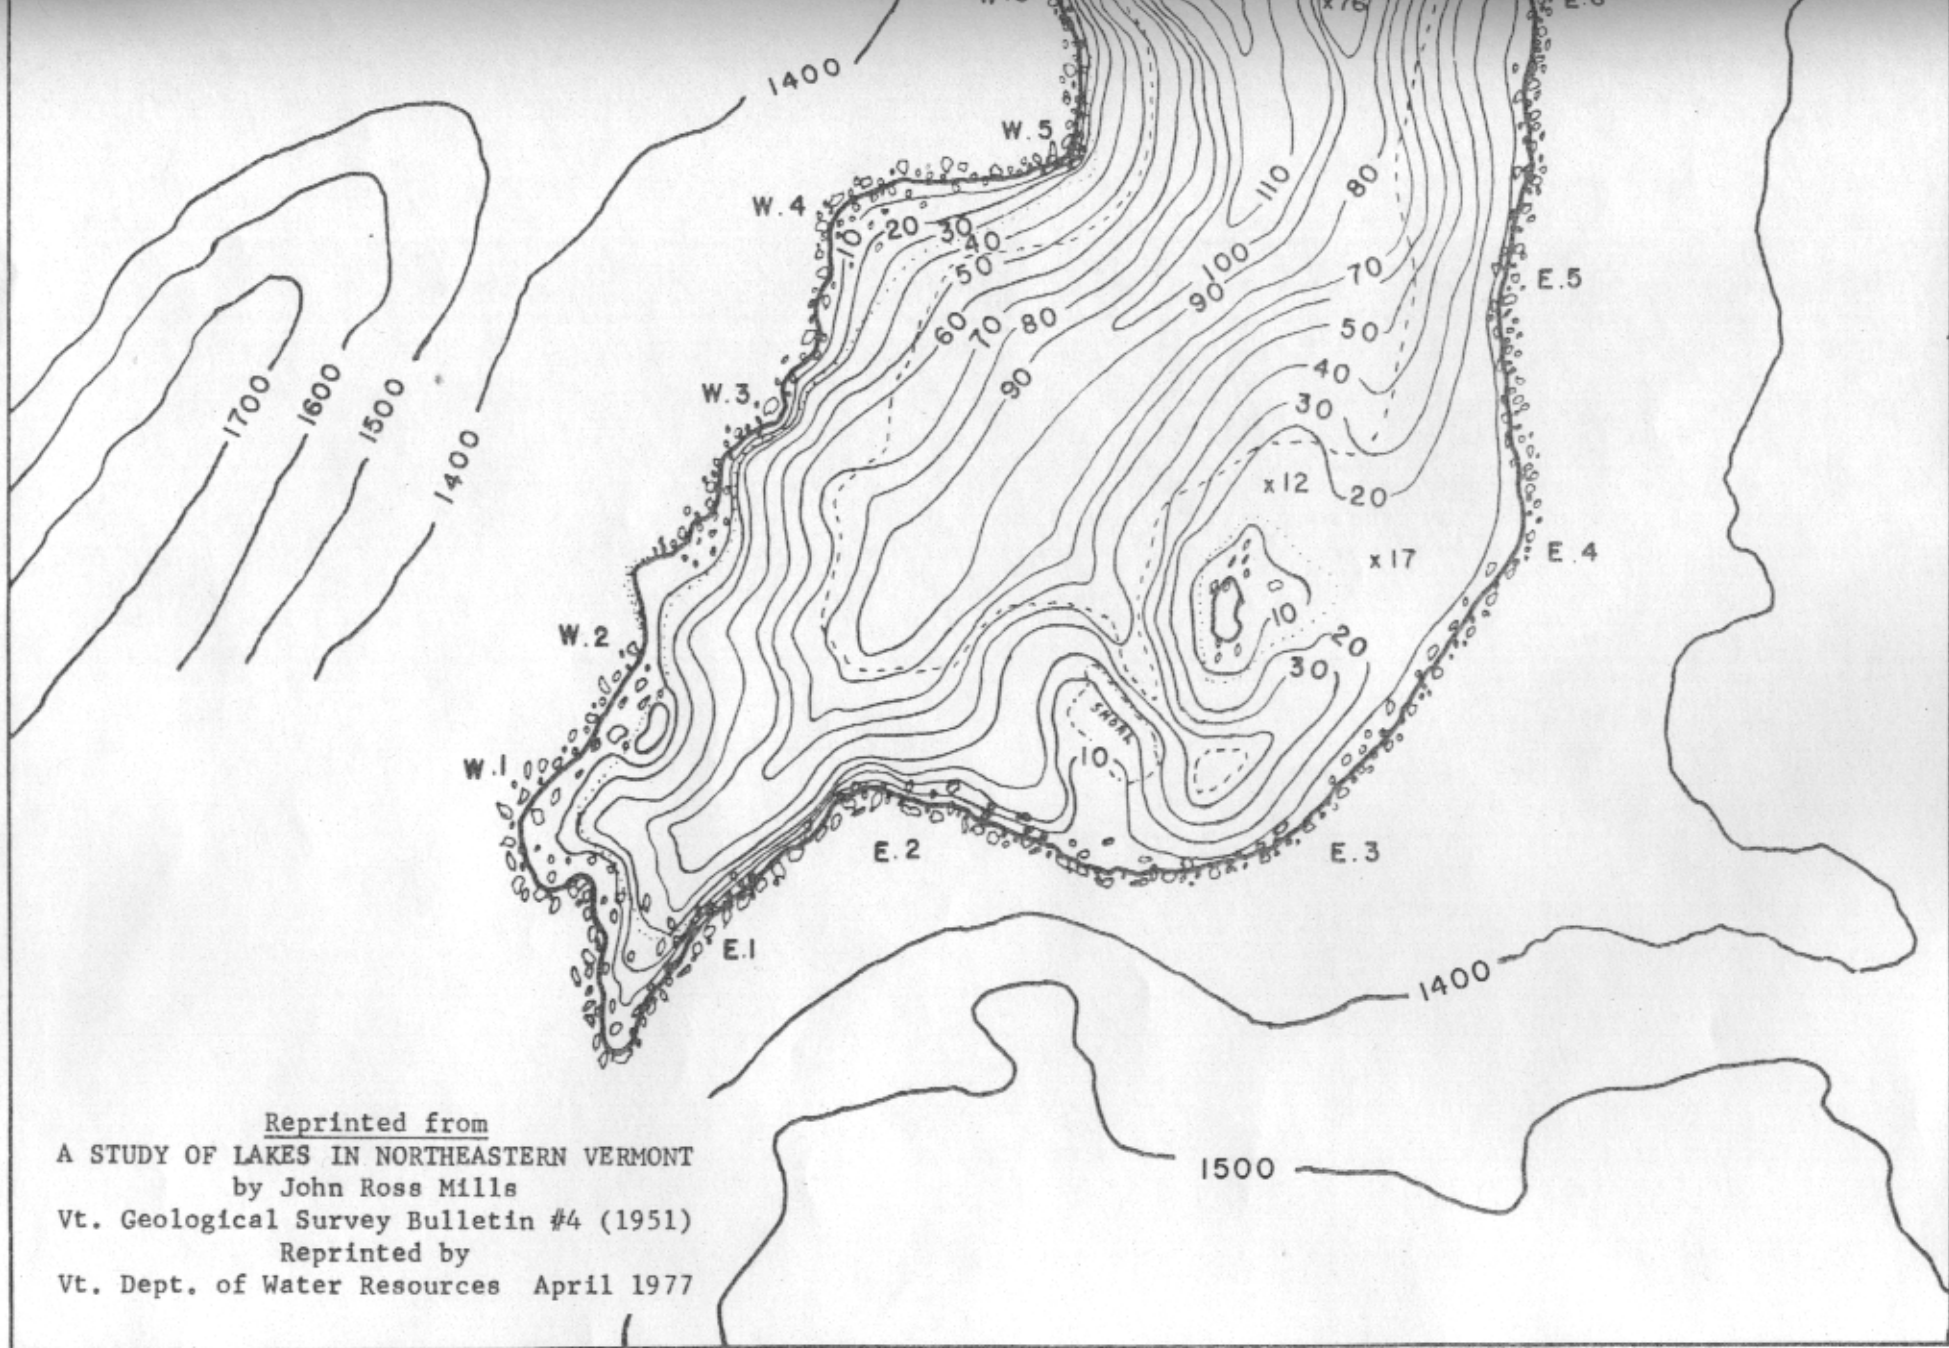 x76
1400
W.5
W.4
110
80
10
20
30
40
50
100
90
70
E.5
60
70
80
50
90
40
30
W.3
1700
1600
1500
1400
x12
20
x17
E.4
10
20
W.2
30
SHOAL
10
W.1
E.2
E.3
E.1
1400
1500
Reprinted from
A STUDY OF LAKES IN NORTHEASTERN VERMONT
by John Ross Mills
Vt. Geological Survey Bulletin #4 (1951)
Reprinted by
Vt. Dept. of Water Resources April 1977